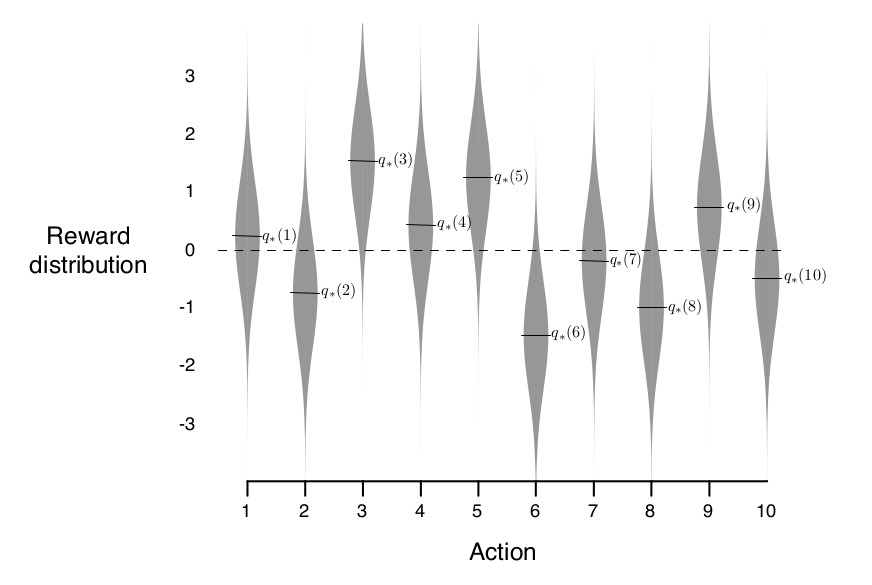 3
2
1
0
-1
-2
-3
Reward
distribution
q∗(1)
q∗(2)
q∗(3)
q∗(4)
q∗(5)
q∗(6)
q∗(7)
q∗(8)
q∗(9)
q∗(10)
1 2 3 4 5 6 7 8 9 10
Action